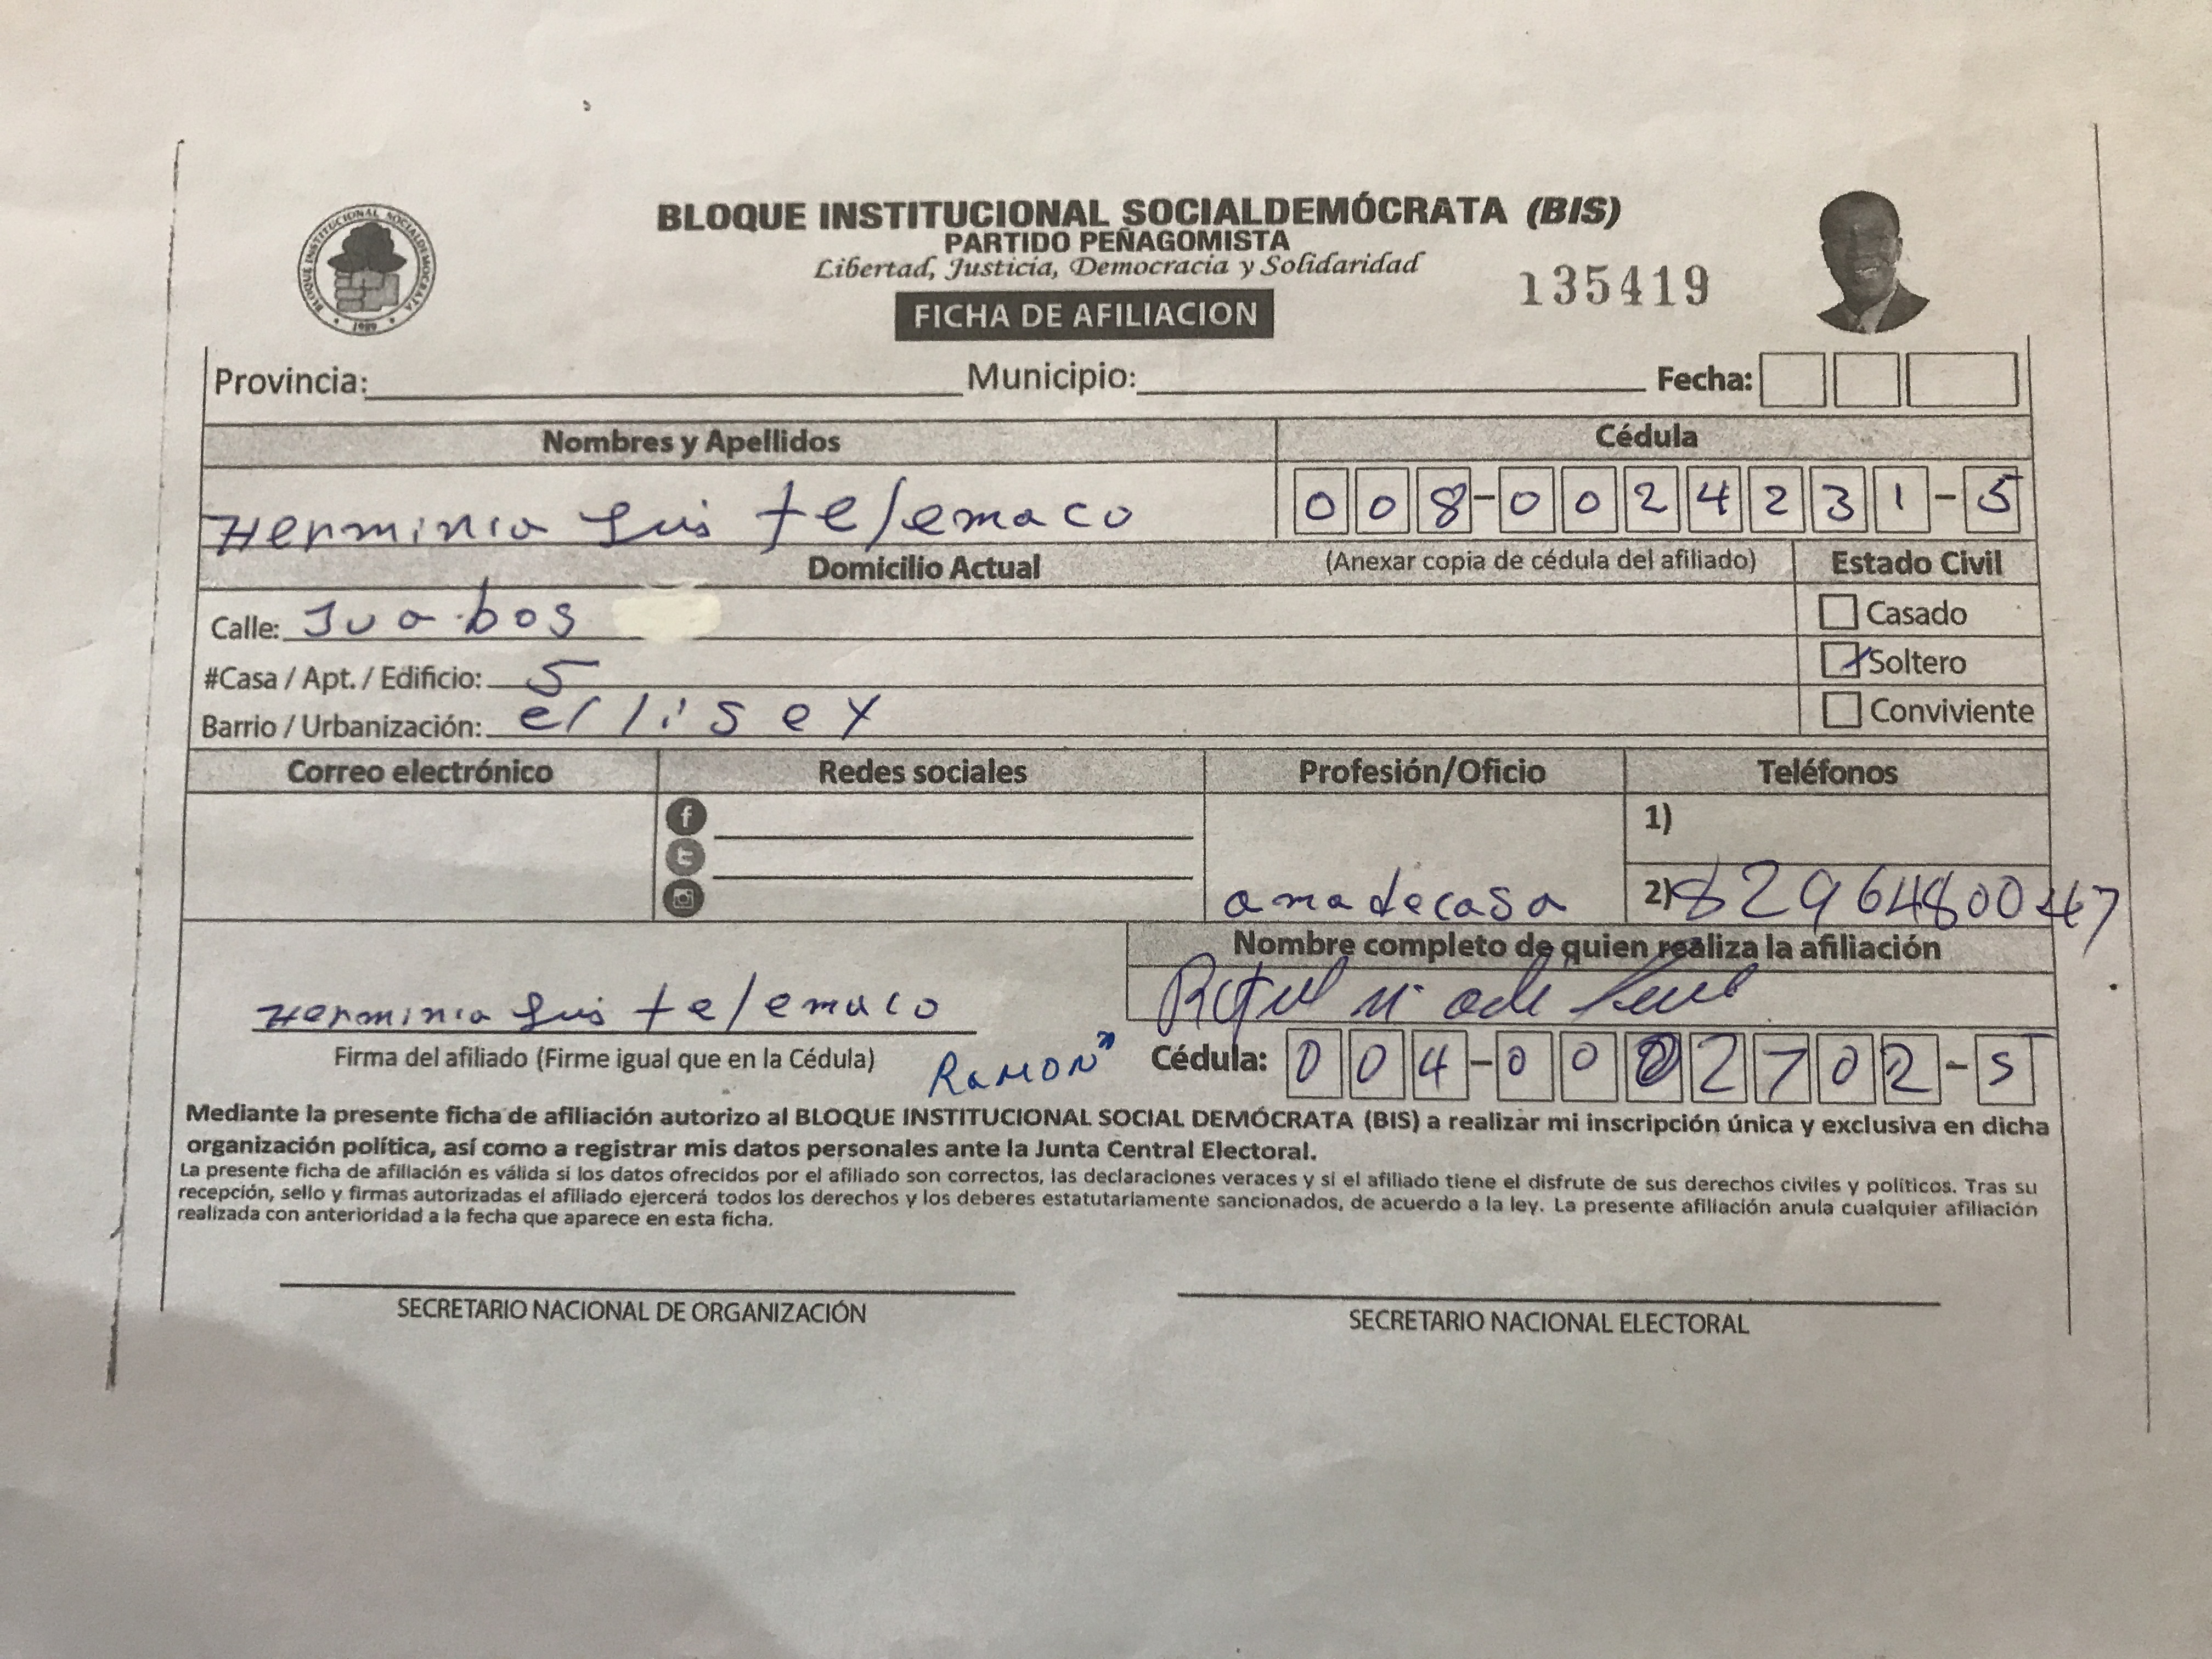 BLOQUE INSTITUCIONAL SOCIALDEMÓCRATA (BIS)
PARTIDO PEÑAGOMISTA
Libertad, Justicia, Democracia y Solidaridad
135419
FICHA DE AFILIACION
BLOQUE INSTITUCIONAL SOCIALDEMOCRATA
1989
Provincia: Municipio: Fecha:
Nombres y Apellidos Cédula
Herminia Luis telemaco 008-0024231-5
Domicilio Actual (Anexar copia de cédula del afiliado) Estado Civil
Calle: Jua bos Casado
#Casa / Apt. / Edificio: 5 Soltero
Barrio / Urbanización: el lisey Conviviente
Correo electrónico Redes sociales Profesión/Oficio Teléfonos
1)
amadecasa 2)
Nombre completo de quien realiza la afiliación
Herminia Luis telemaco
Firma del afiliado (Firme igual que en la Cédula) RAMON" Cédula: 004-0002702-5
Mediante la presente ficha de afiliación autorizo al BLOQUE INSTITUCIONAL SOCIAL DEMÓCRATA (BIS) a realizar mi inscripción única y exclusiva en dicha
organización política, así como a registrar mis datos personales ante la Junta Central Electoral.
La presente ficha de afiliación es válida si los datos ofrecidos por el afiliado son correctos, las declaraciones veraces y si el afiliado tiene el disfrute de sus derechos civiles y políticos. Tras su
recepción, sello y firmas autorizadas el afiliado ejercerá todos los derechos y los deberes estatutariamente sancionados, de acuerdo a la ley. La presente afiliación anula cualquier afiliación
realizada con anterioridad a la fecha que aparece en esta ficha.
SECRETARIO NACIONAL DE ORGANIZACIÓN SECRETARIO NACIONAL ELECTORAL